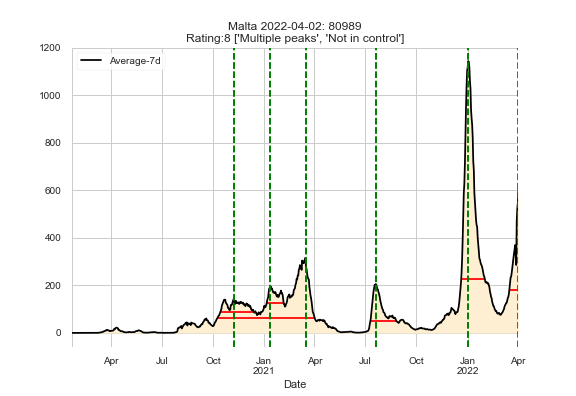 Malta 2022-04-02: 80989
Rating:8 ['Multiple peaks', 'Not in control']
Average-7d
1200
1000
800
600
400
200
0
Apr Jul Oct Jan Apr Jul Oct Jan Apr
2021 2022
Date